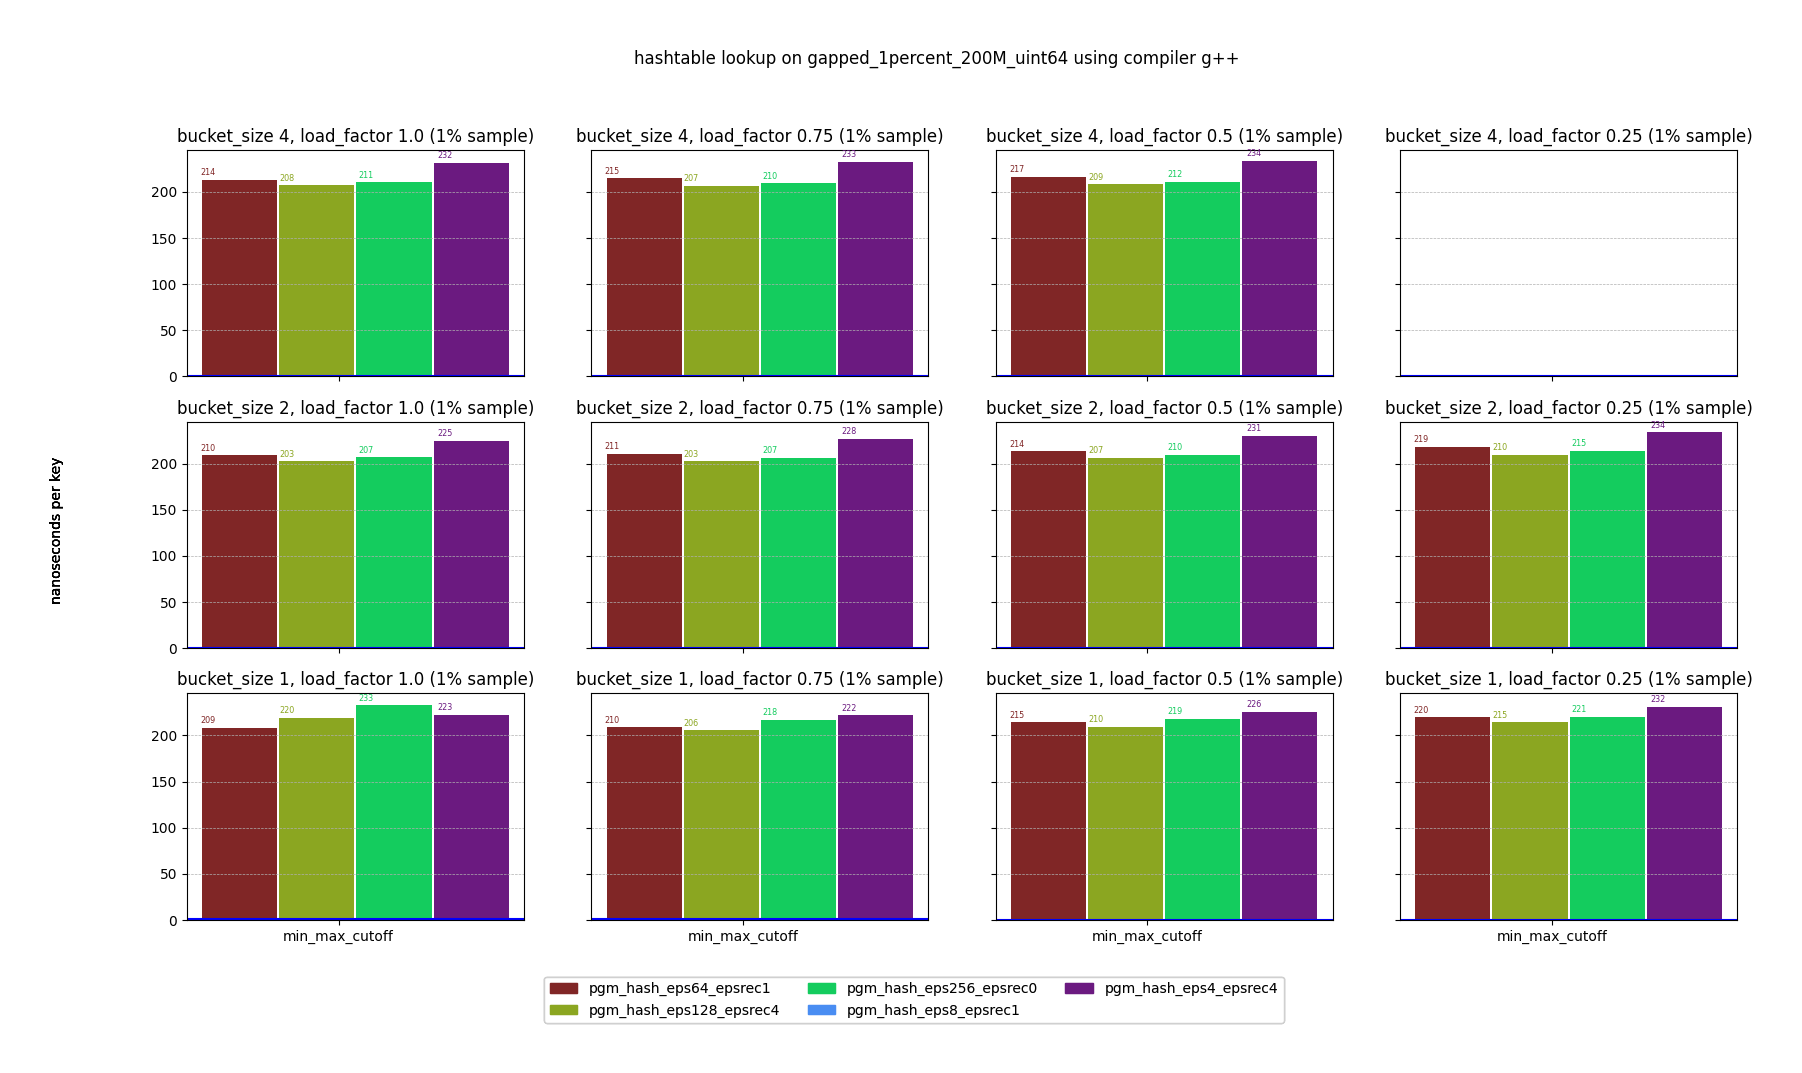 hashtable lookup on gapped_1percent_200M_uint64 using compiler g++
bucket_size 4, load_factor 1.0 (1% sample)
214
208
211
232
200
150
100
50
0
bucket_size 4, load_factor 0.75 (1% sample)
215
207
210
233
bucket_size 4, load_factor 0.5 (1% sample)
217
209
212
234
bucket_size 4, load_factor 0.25 (1% sample)
nanoseconds per key
bucket_size 2, load_factor 1.0 (1% sample)
210
203
207
225
200
150
100
50
0
bucket_size 2, load_factor 0.75 (1% sample)
211
203
207
228
bucket_size 2, load_factor 0.5 (1% sample)
214
207
210
231
bucket_size 2, load_factor 0.25 (1% sample)
219
210
215
234
bucket_size 1, load_factor 1.0 (1% sample)
209
220
233
223
200
150
100
50
0
min_max_cutoff
bucket_size 1, load_factor 0.75 (1% sample)
210
206
218
222
min_max_cutoff
bucket_size 1, load_factor 0.5 (1% sample)
215
210
219
226
min_max_cutoff
bucket_size 1, load_factor 0.25 (1% sample)
220
215
221
232
min_max_cutoff
pgm_hash_eps64_epsrec1
pgm_hash_eps128_epsrec4
pgm_hash_eps256_epsrec0
pgm_hash_eps8_epsrec1
pgm_hash_eps4_epsrec4